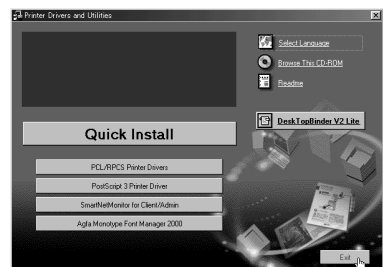 Printer Drivers and Utilities
Select Language
Browse This CD-ROM
Readme
DeskTopBinder V2 Lite
Quick Install
PCL/RPCS Printer Drivers
PostScript 3 Printer Driver
SmartNetMonitor for Client/Admin
Agfa Monotype Font Manager 2000
Exit